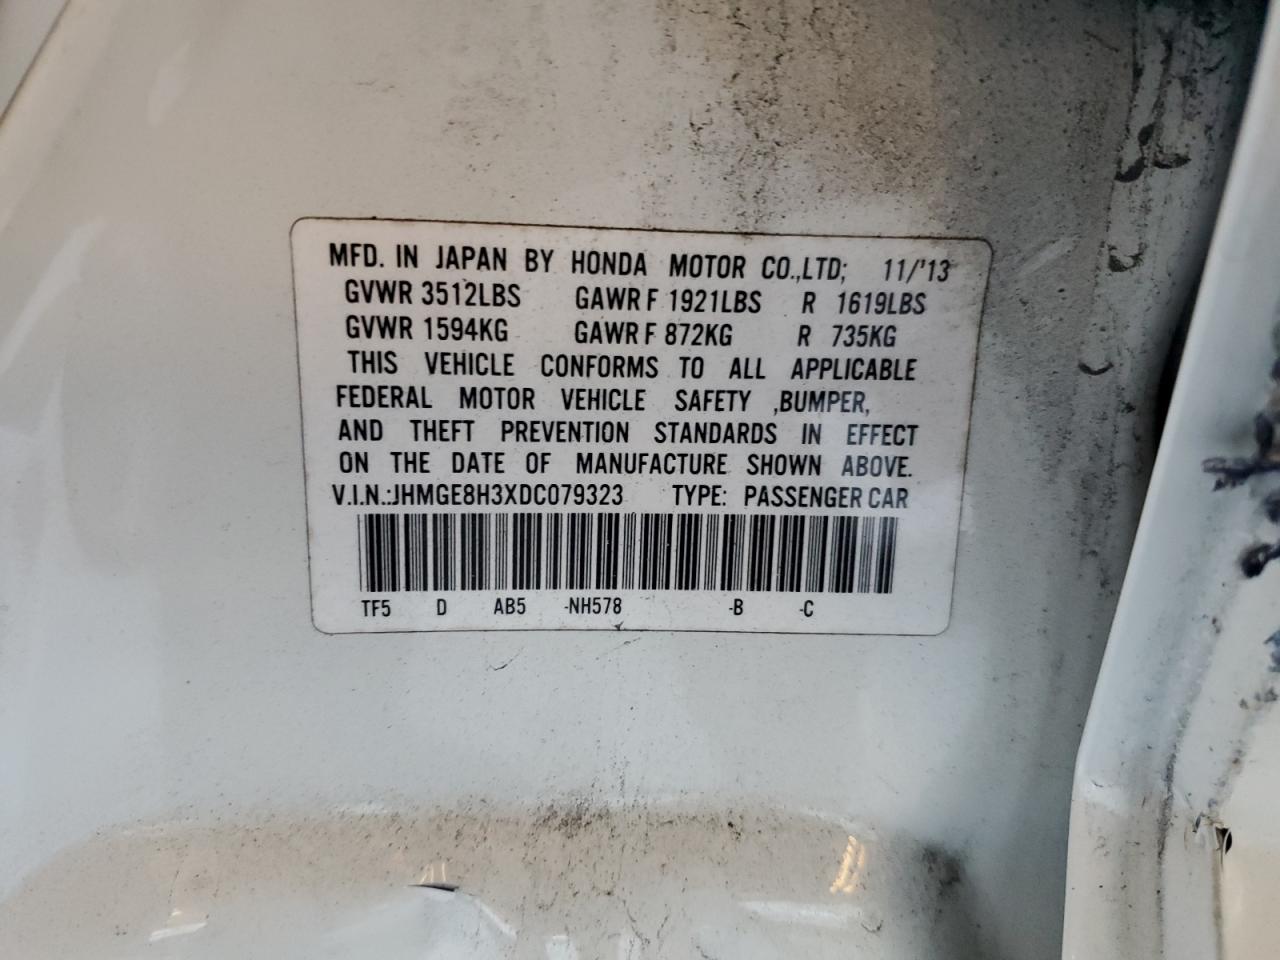 MFD. IN JAPAN BY HONDA MOTOR CO.,LTD; 11/'13
GVWR 3512LBS GAWR F 1921LBS R 1619LBS
GVWR 1594KG GAWR F 872KG R 735KG
THIS VEHICLE CONFORMS TO ALL APPLICABLE
FEDERAL MOTOR VEHICLE SAFETY ,BUMPER,
AND THEFT PREVENTION STANDARDS IN EFFECT
ON THE DATE OF MANUFACTURE SHOWN ABOVE.
V.I.N.:JHMGE8H3XDC079323 TYPE: PASSENGER CAR
TF5 D AB5 -NH578 -B -C